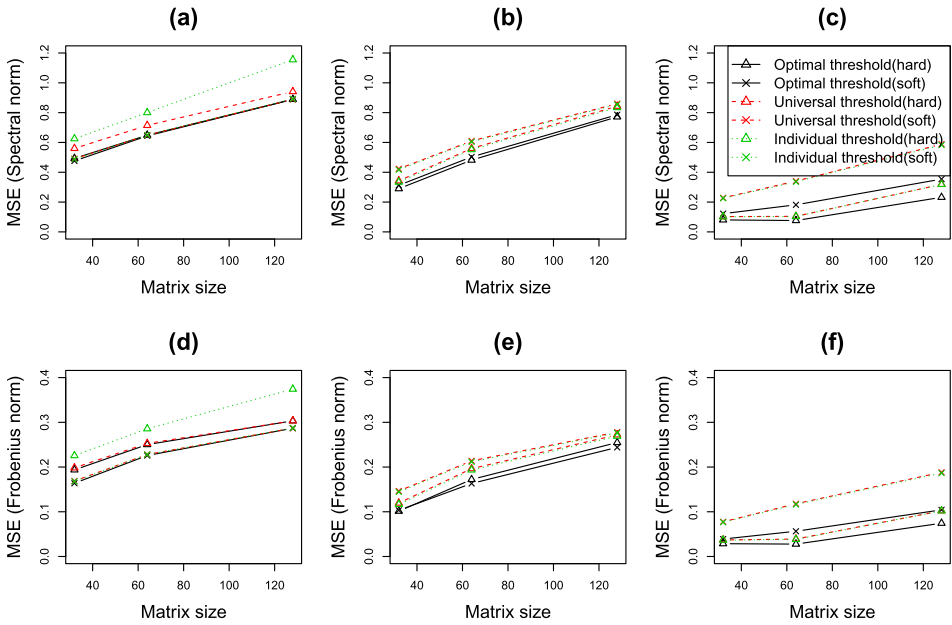 (a)
MSE (Spectral norm)
0.0 0.2 0.4 0.6 0.8 1.0 1.2
40 60 80 100 120
Matrix size
(b)
MSE (Spectral norm)
0.0 0.2 0.4 0.6 0.8 1.0 1.2
40 60 80 100 120
Matrix size
(c)
MSE (Spectral norm)
0.0 0.2 0.4 0.6 0.8 1.0 1.2
Optimal threshold(hard)
Optimal threshold(soft)
Universal threshold(hard)
Universal threshold(soft)
Individual threshold(hard)
Individual threshold(soft)
40 60 80 100 120
Matrix size
(d)
MSE (Frobenius norm)
0.0 0.1 0.2 0.3 0.4
40 60 80 100 120
Matrix size
(e)
MSE (Frobenius norm)
0.0 0.1 0.2 0.3 0.4
40 60 80 100 120
Matrix size
(f)
MSE (Frobenius norm)
0.0 0.1 0.2 0.3 0.4
40 60 80 100 120
Matrix size